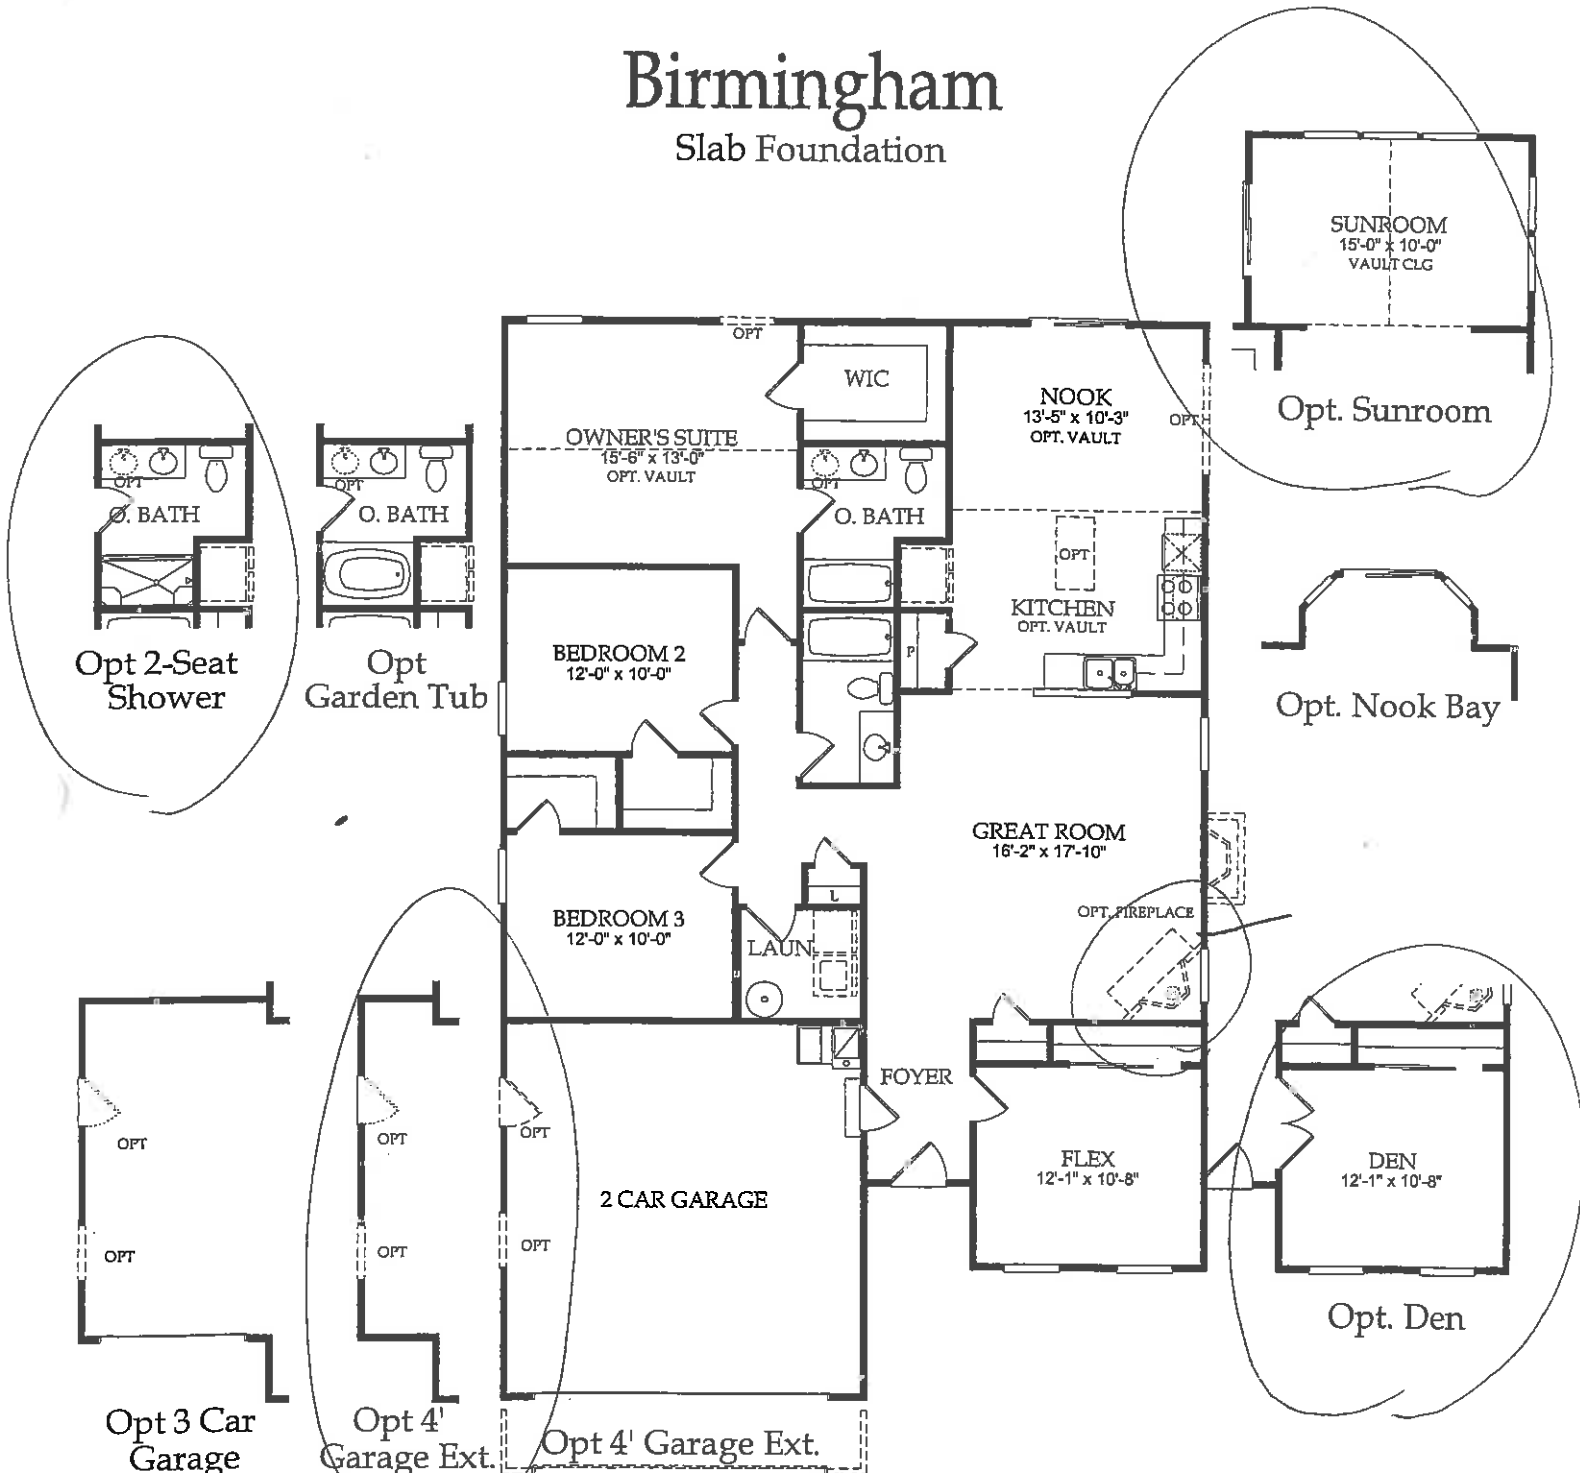 Birmingham
Slab Foundation
SUNROOM
15'-0" x 10'-0"
VAULT CLG
Opt. Sunroom
OPT
WIC
NOOK
13'-5" x 10'-3"
OPT. VAULT
OPT
OWNER'S SUITE
15'-6" x 13'-0"
OPT. VAULT
OPT
O. BATH
Opt 2-Seat
Shower
OPT
O. BATH
Opt
Garden Tub
OPT
O. BATH
OPT
KITCHEN
OPT. VAULT
P
BEDROOM 2
12'-0" x 10'-0"
Opt. Nook Bay
GREAT ROOM
16'-2" x 17'-10"
OPT. FIREPLACE
L
BEDROOM 3
12'-0" x 10'-0"
LAUN
FOYER
OPT
OPT
OPT
OPT
OPT
OPT
2 CAR GARAGE
FLEX
12'-1" x 10'-8"
DEN
12'-1" x 10'-8"
Opt. Den
Opt 3 Car
Garage
Opt 4'
Garage Ext.
Opt 4' Garage Ext.